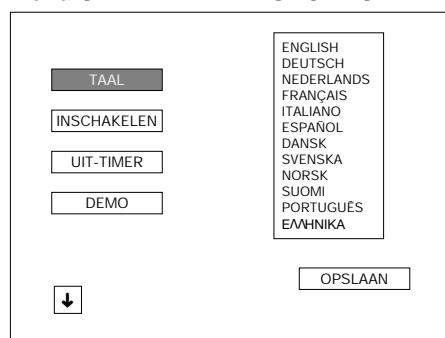 TAAL
INSCHAKELEN
UIT-TIMER
DEMO
ENGLISH
DEUTSCH
NEDERLANDS
FRANÇAIS
ITALIANO
ESPAÑOL
DANSK
SVENSKA
NORSK
SUOMI
PORTUGUÊS
ΕΛΛΗΝΙΚΑ
OPSLAAN